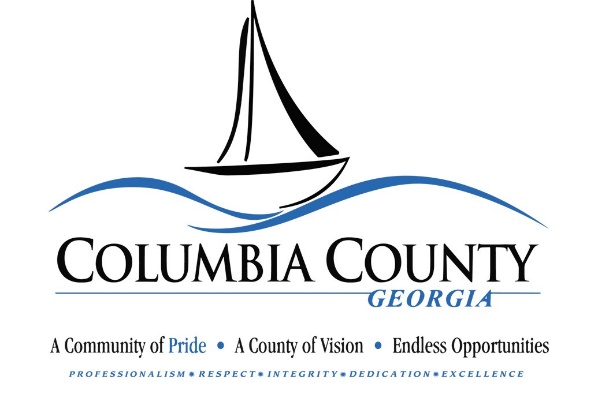 COLUMBIA COUNTY
GEORGIA
A Community of Pride • A County of Vision • Endless Opportunities
PROFESSIONALISM * RESPECT * INTEGRITY * DEDICATION * EXCELLENCE